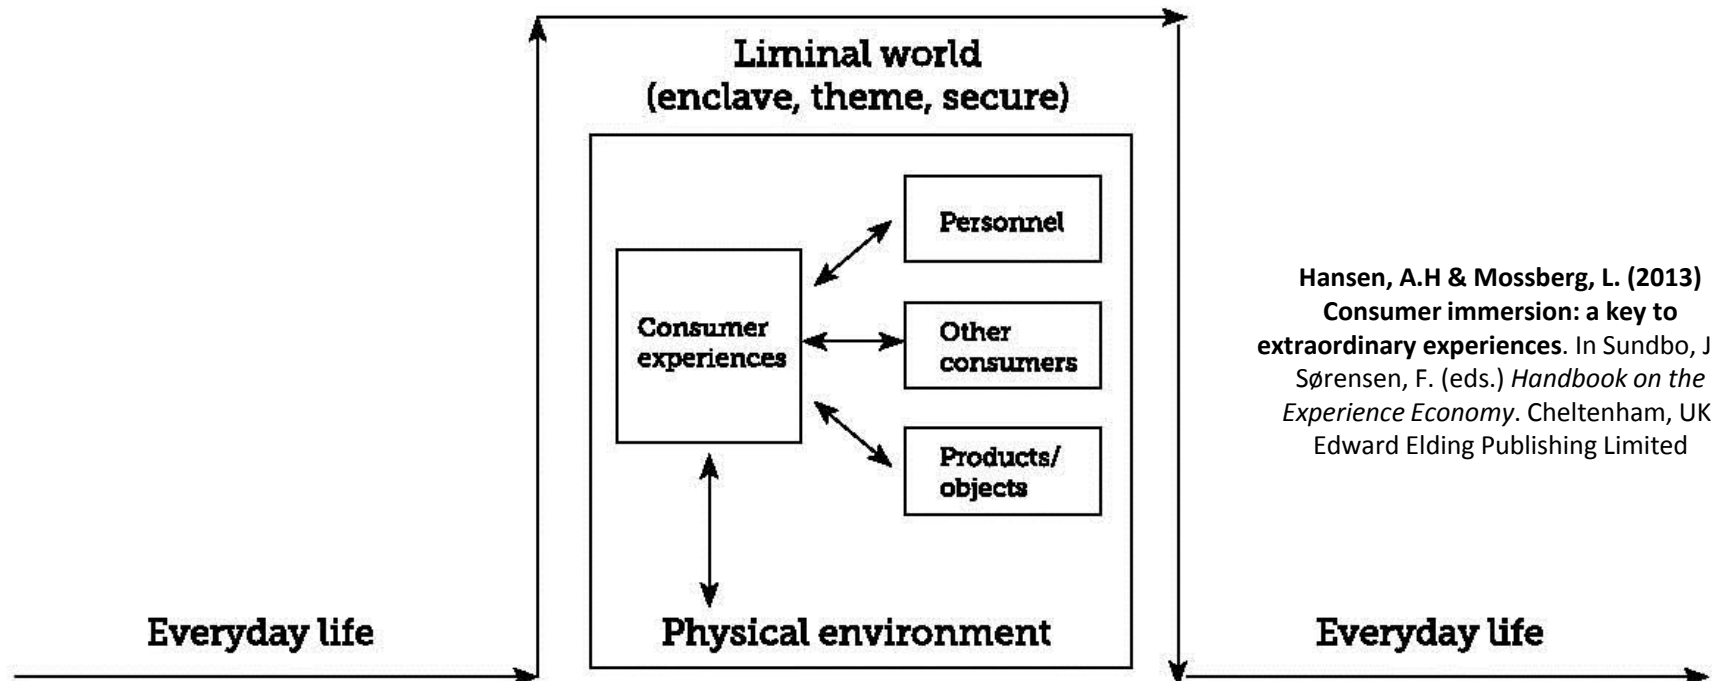 Liminal world
(enclave, theme, secure)
Personnel
Consumer
experiences
Other
consumers
Products/
objects
Physical environment
Everyday life
Everyday life
Hansen, A.H & Mossberg, L. (2013)
Consumer immersion: a key to
extraordinary experiences. In Sundbo, J
Sørensen, F. (eds.) Handbook on the
Experience Economy. Cheltenham, UK
Edward Elding Publishing Limited